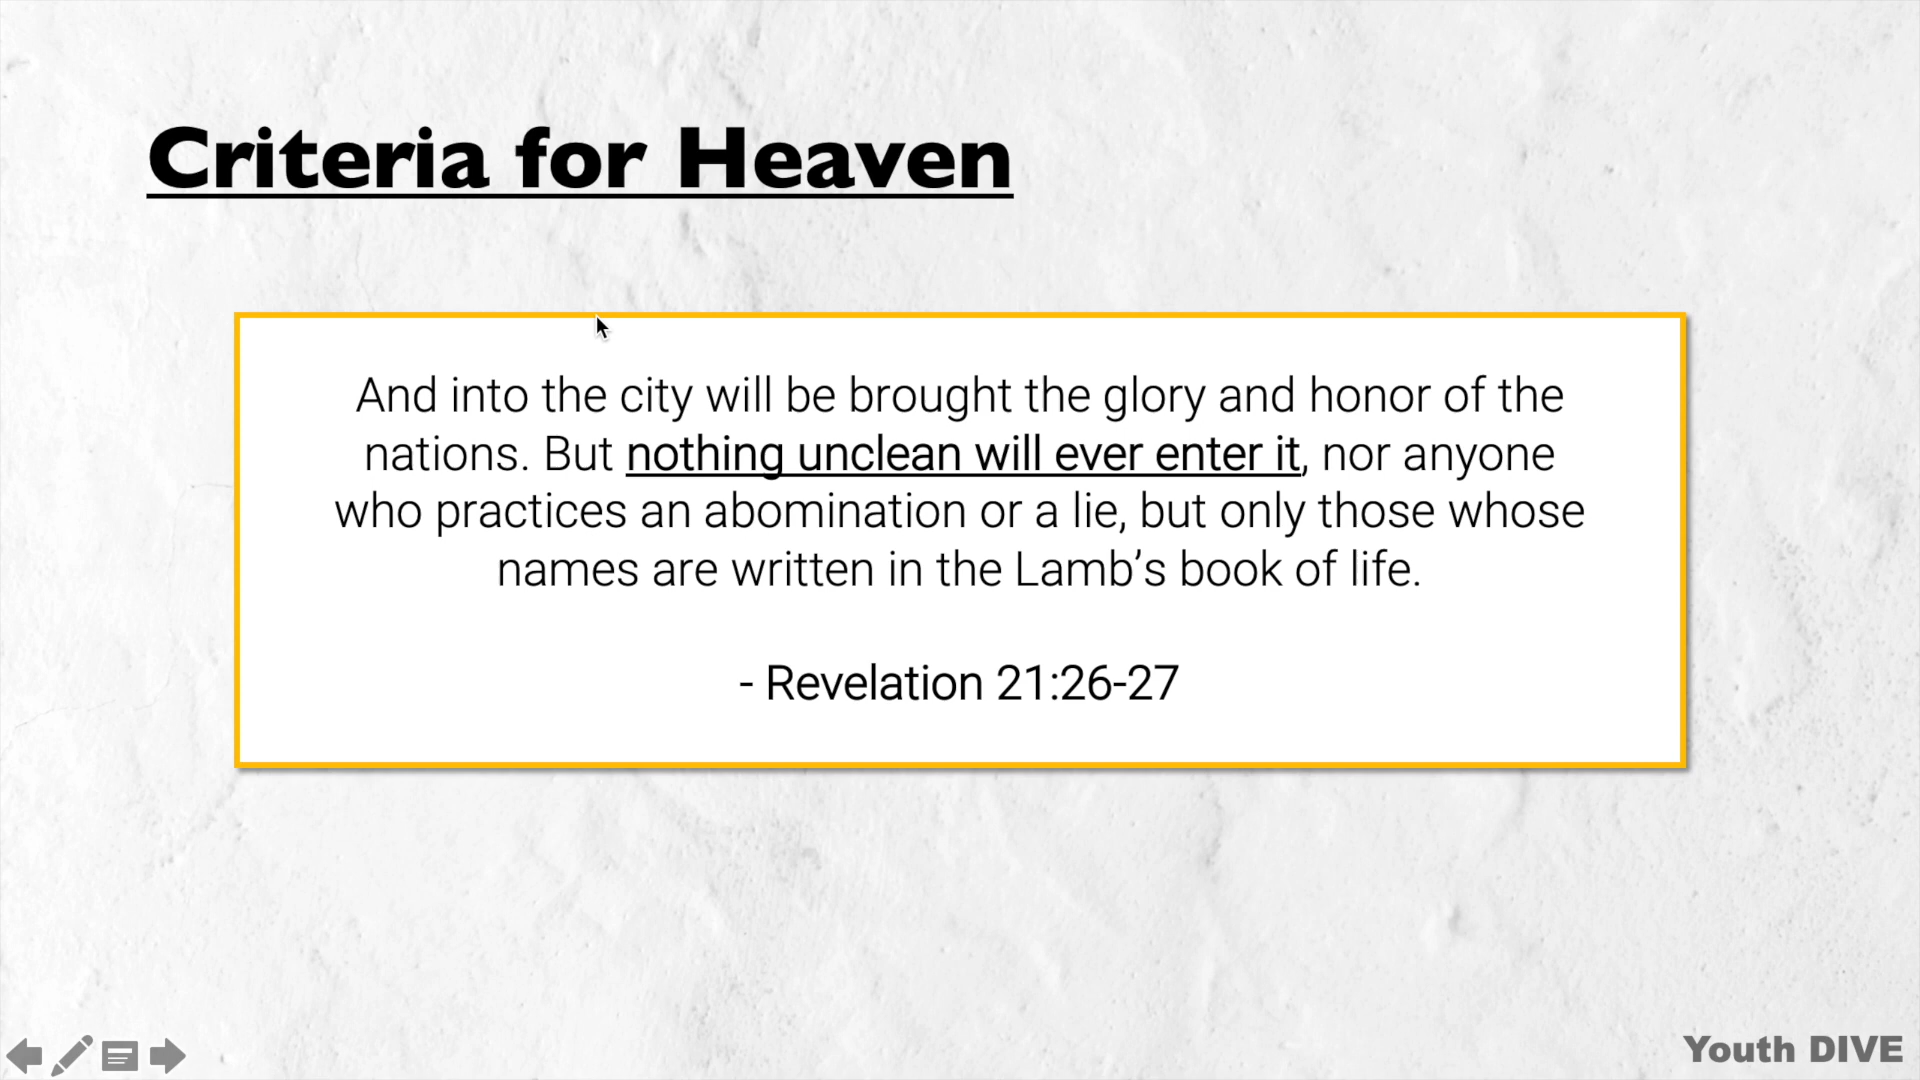 Criteria for Heaven
And into the city will be brought the glory and honor of the
nations. But nothing unclean will ever enter it, nor anyone
who practices an abomination or a lie, but only those whose
names are written in the Lamb’s book of life.
- Revelation 21:26-27
Youth DIVE